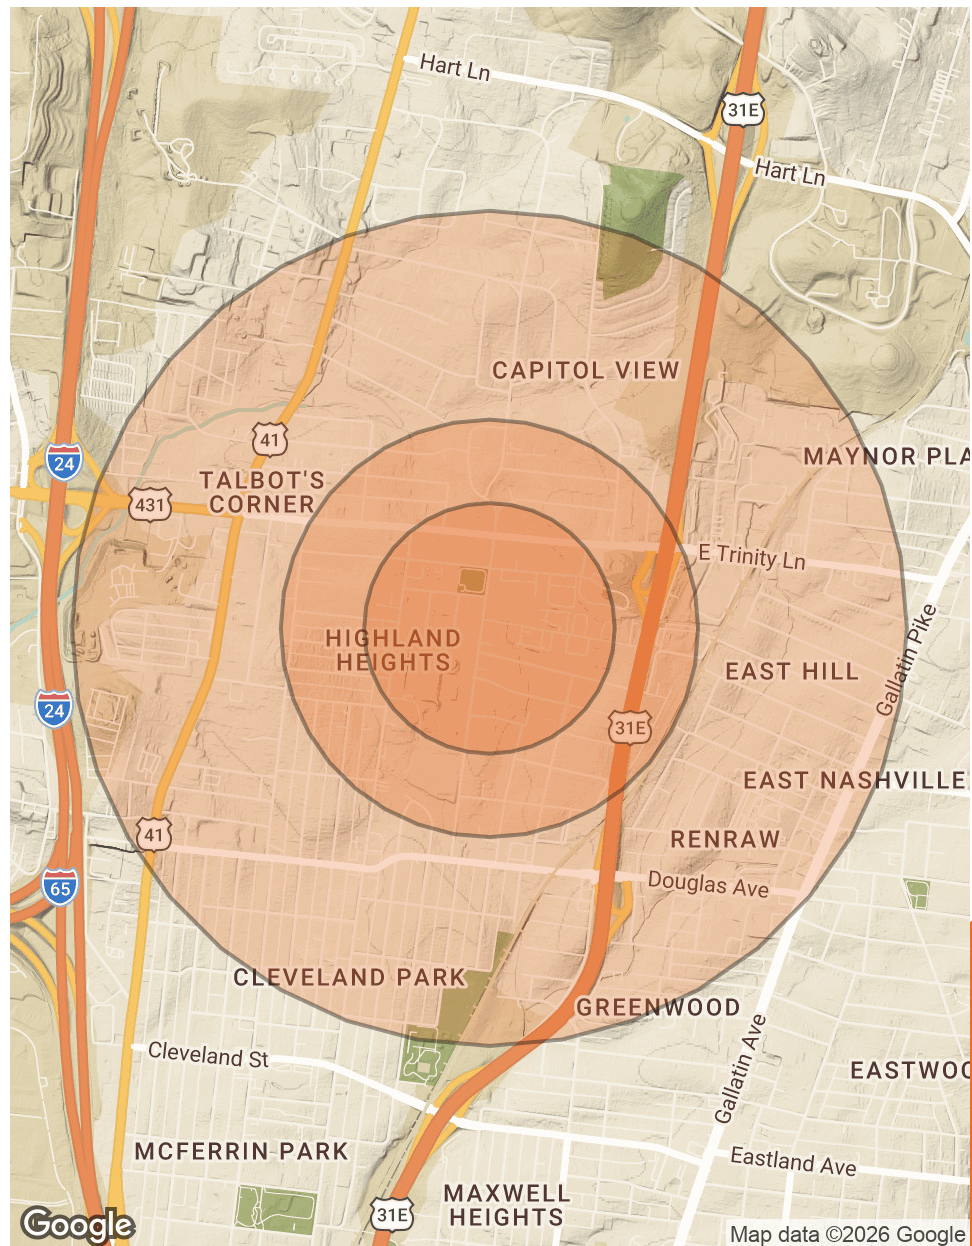 Hart Ln
31E
Hart Ln
CAPITOL VIEW
41
24
MAYNOR PLA
TALBOT'S
CORNER
431
E Trinity Ln
HIGHLAND
HEIGHTS
Gallatin Pike
EAST HILL
24
31E
EAST NASHVILLE
41
RENRAW
65
Douglas Ave
CLEVELAND PARK
GREENWOOD
Cleveland St
Gallatin Ave
EASTWOO
MCFERRIN PARK
Eastland Ave
MAXWELL
HEIGHTS
31E
Google
Map data ©2026 Google